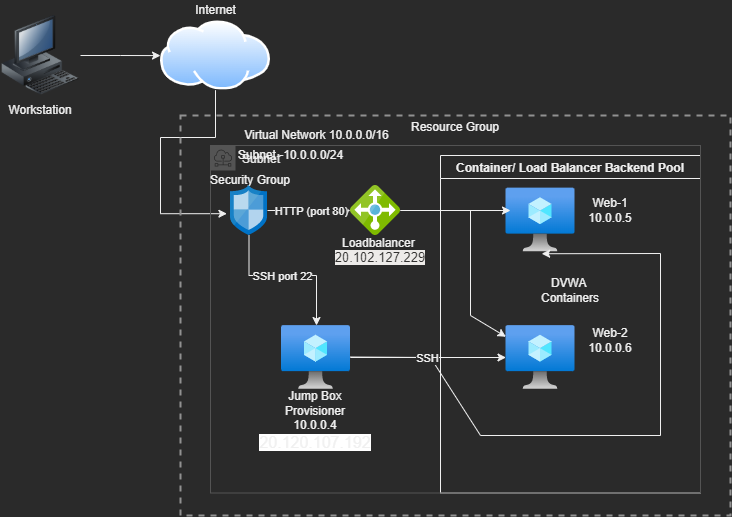 Internet
Workstation
Resource Group
Virtual Network 10.0.0.0/16
Subnet -10.0.0.0/24
Subnet
Security Group
Container/ Load Balancer Backend Pool
HTTP (port 80)
Loadbalancer
20.102.127.229
Web-1
10.0.0.5
SSH port 22
DVWA
Containers
Web-2
10.0.0.6
SSH
Jump Box
Provisioner
10.0.0.4
20.120.107.192